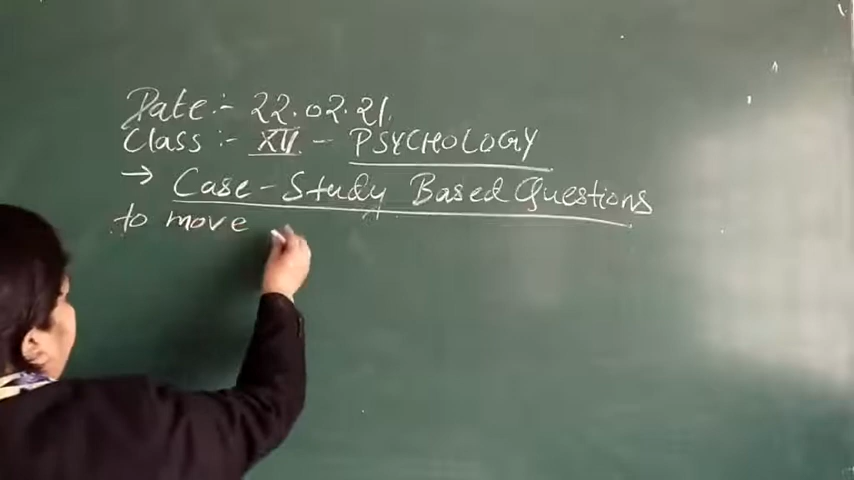 Date :- 22.02.21.
Class :- XII - PSYCHOLOGY
→ Case-Study Based Questions
to move